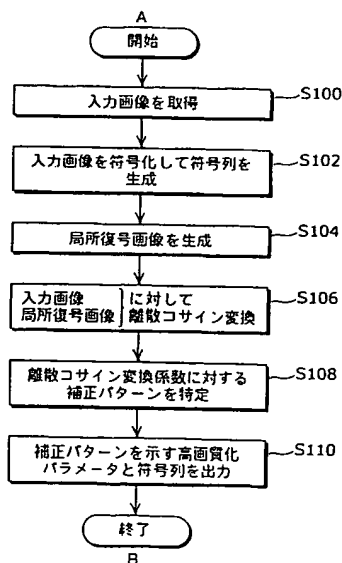 A
開始
入力画像を取得
S100
入力画像を符号化して符号列を
生成
S102
局所復号画像を生成
S104
入力画像
局所復号画像
に対して
離散コサイン変換
S106
離散コサイン変換係数に対する
補正パターンを特定
S108
補正パターンを示す高画質化
パラメータと符号列を出力
S110
終了
B